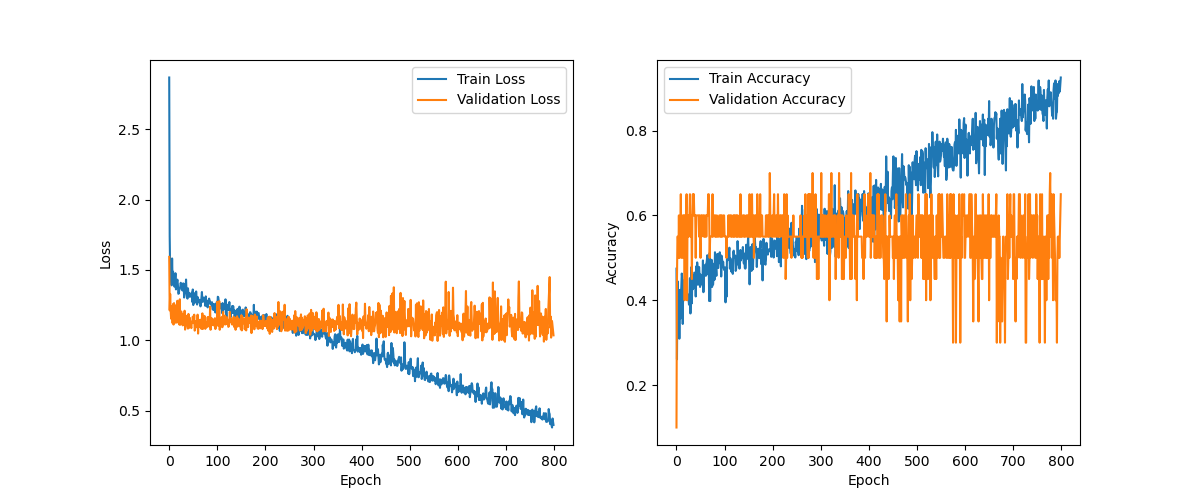 Train Loss
Validation Loss
2.5
2.0
1.5
1.0
0.5
Loss
0 100 200 300 400 500 600 700 800
Epoch
Train Accuracy
Validation Accuracy
0.8
0.6
0.4
0.2
Accuracy
0 100 200 300 400 500 600 700 800
Epoch